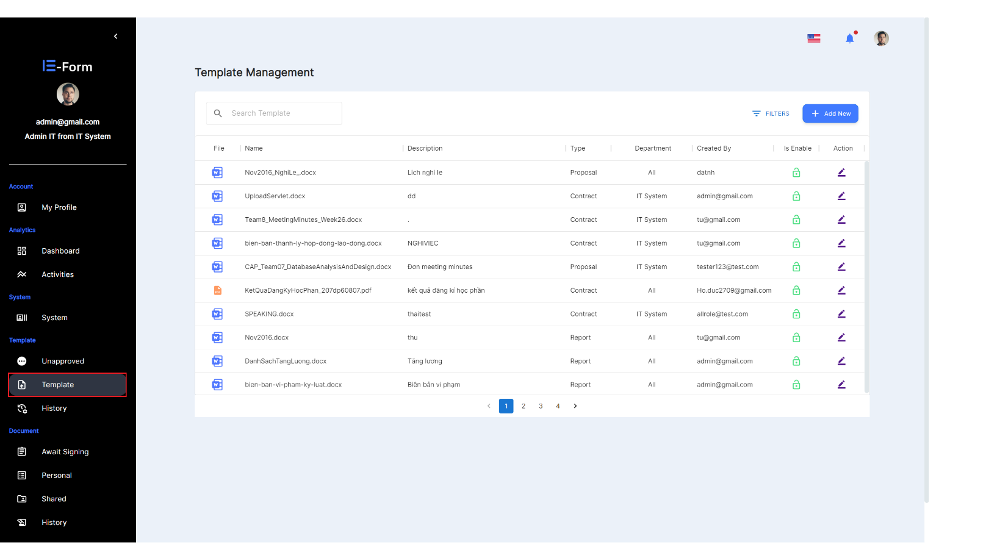 E-Form
admin@gmail.com
Admin IT from IT System
Account
My Profile
Analytics
Dashboard
Activities
System
System
Template
Unapproved
Template
History
Document
Await Signing
Personal
Shared
History
Template Management
Search Template
FILTERS
Add New
File Name Description Type Department Created By Is Enable Action
Nov2016_NghiLe_.docx Lich nghi le Proposal All datnh
UploadServlet.docx dd Contract IT System admin@gmail.com
Team8_MeetingMinutes_Week26.docx . Contract IT System tu@gmail.com
bien-ban-thanh-ly-hop-dong-lao-dong.docx NGHIVIEC Contract IT System tu@gmail.com
CAP_Team07_DatabaseAnalysisAndDesign.docx Đơn meeting minutes Proposal IT System tester123@test.com
KetQuaDangKyHocPhan_207dp60807.pdf kết quả đăng kí học phần Contract All Ho.duc2709@gmail.com
SPEAKING.docx thaitest Contract IT System allrole@test.com
Nov2016.docx thu Report All tu@gmail.com
DanhSachTangLuong.docx Tăng lương Report All admin@gmail.com
bien-ban-vi-pham-ky-luat.docx Biên bản vi phạm Report All admin@gmail.com
1 2 3 4